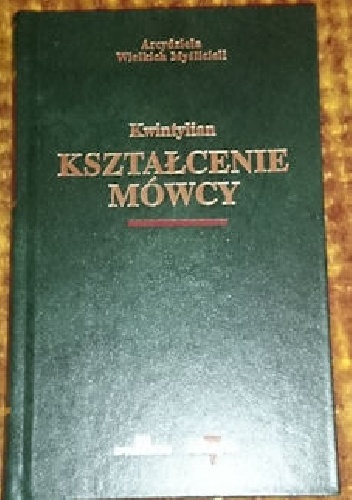 Arcydzieła
Wielkich Myślicieli
Kwintylian
KSZTAŁCENIE
MÓWCY